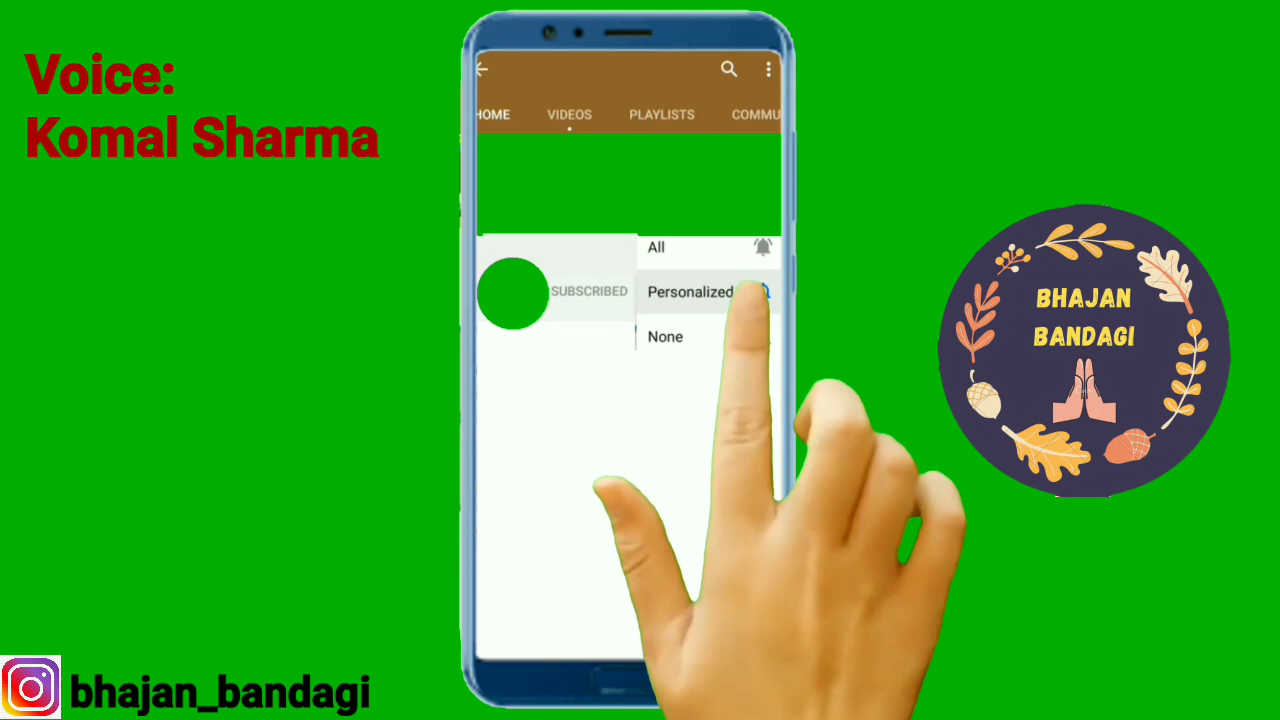 Voice:
Komal Sharma
HOME VIDEOS PLAYLISTS COMMU
All
SUBSCRIBED Personalized
None
BHAJAN
BANDAGI
bhajan_bandagi